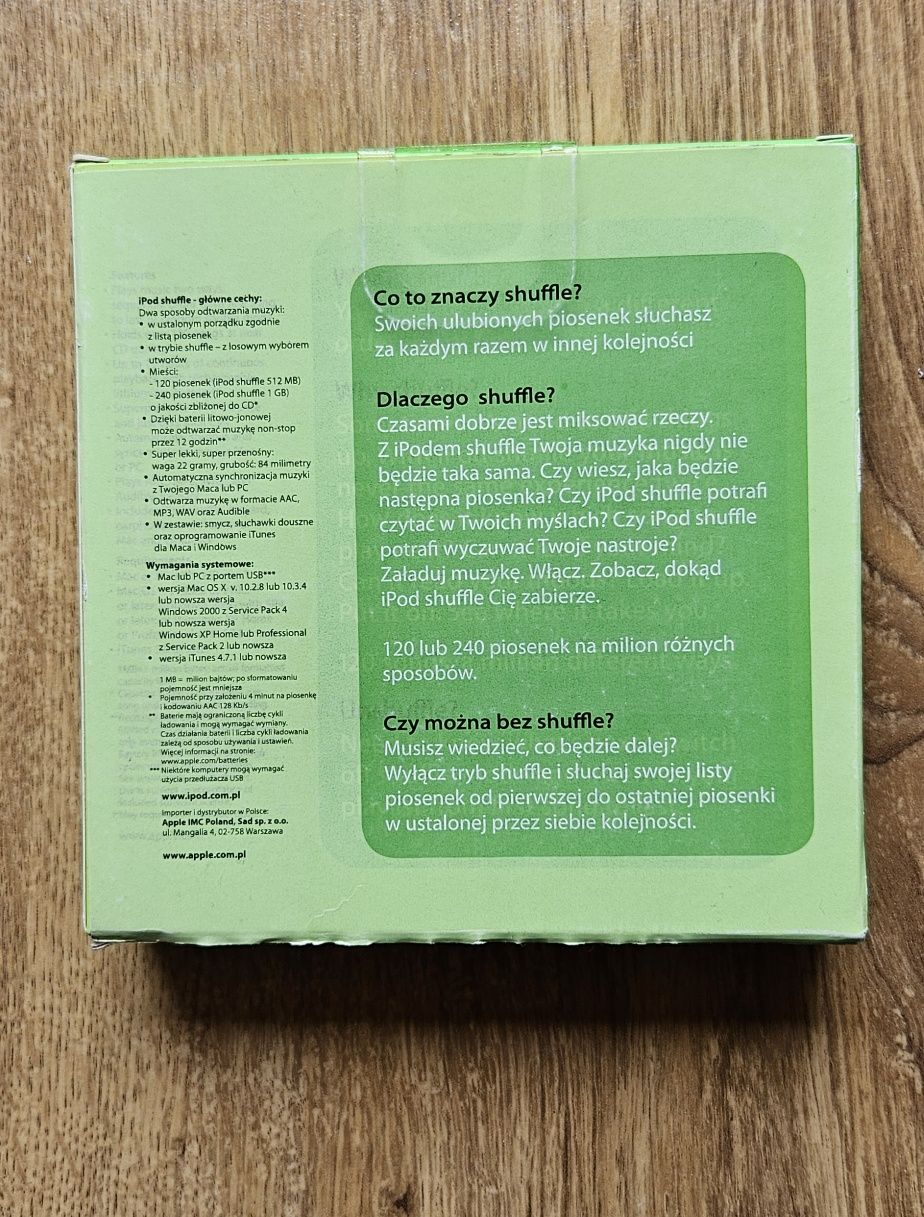 iPod shuffle - główne cechy:
Dwa sposoby odtwarzania muzyki:
• w ustalonym porządku zgodnie
z listą piosenek
• w trybie shuffle – z losowym wyborem
utworów
• Mieści:
- 120 piosenek (iPod shuffle 512 MB)
- 240 piosenek (iPod shuffle 1 GB)
o jakości zbliżonej do CD*
• Dzięki baterii litowo-jonowej
może odtwarzać muzykę non-stop
przez 12 godzin**
• Super lekki, super przenośny:
waga 22 gramy, grubość: 84 milimetry
• Automatyczna synchronizacja muzyki
z Twojego Maca lub PC
• Odtwarza muzykę w formacie AAC,
MP3, WAV oraz Audible
• W zestawie: smycz, słuchawki douszne
oraz oprogramowanie iTunes
dla Maca i Windows
Wymagania systemowe:
• Mac lub PC z portem USB***
• wersja Mac OS X v. 10.2.8 lub 10.3.4
lub nowsza wersja
Windows 2000 z Service Pack 4
lub nowsza wersja
Windows XP Home lub Professional
z Service Pack 2 lub nowsza
• wersja iTunes 4.7.1 lub nowsza
1 MB = milion bajtów; po sformatowaniu
pojemność jest mniejsza
* Pojemność przy założeniu 4 minut na piosenkę
i kodowaniu AAC 128 Kb/s
** Baterie mają ograniczoną liczbę cykli
ładowania i mogą wymagać wymiany.
Czas działania baterii i liczba cykli ładowania
zależą od sposobu używania i ustawień.
Więcej informacji na stronie:
www.apple.com/batteries
*** Niektóre komputery mogą wymagać
użycia przedłużacza USB
www.ipod.com.pl
Importer i dystrybutor w Polsce:
Apple IMC Poland, Sad sp. z o.o.
ul. Mangalia 4, 02-758 Warszawa
www.apple.com.pl
Co to znaczy shuffle?
Swoich ulubionych piosenek słuchasz
za każdym razem w innej kolejności
Dlaczego shuffle?
Czasami dobrze jest miksować rzeczy.
Z iPodem shuffle Twoja muzyka nigdy nie
będzie taka sama. Czy wiesz, jaka będzie
następna piosenka? Czy iPod shuffle potrafi
czytać w Twoich myślach? Czy iPod shuffle
potrafi wyczuwać Twoje nastroje?
Załaduj muzykę. Włącz. Zobacz, dokąd
iPod shuffle Cię zabierze.
120 lub 240 piosenek na milion różnych
sposobów.
Czy można bez shuffle?
Musisz wiedzieć, co będzie dalej?
Wyłącz tryb shuffle i słuchaj swojej listy
piosenek od pierwszej do ostatniej piosenki
w ustalonej przez siebie kolejności.